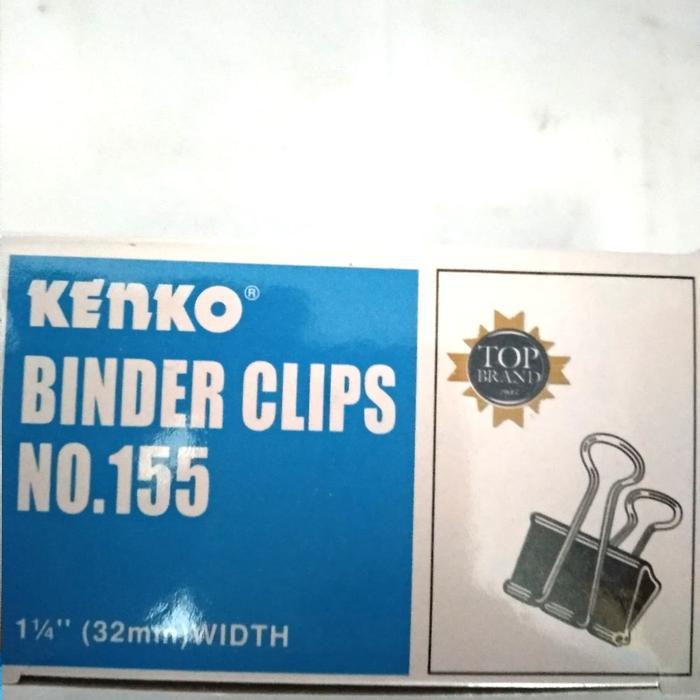 KENKO®
BINDER CLIPS
NO.155
1¼" (32mm) WIDTH
TOP
BRAND